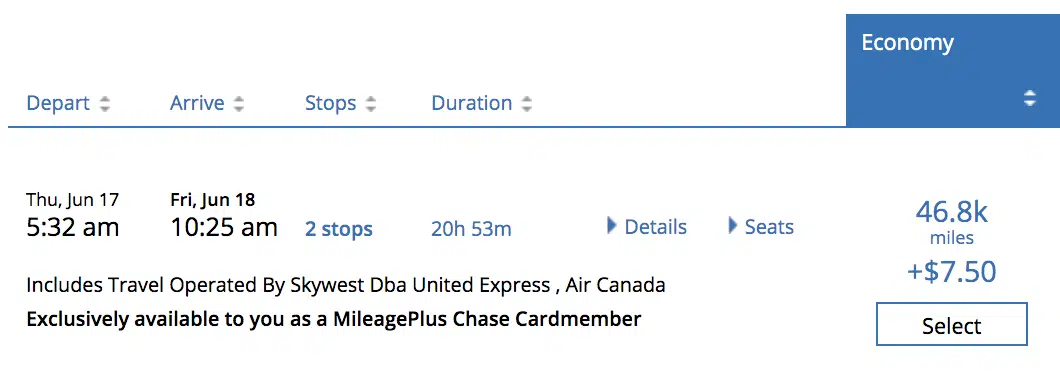 Economy
Depart Arrive Stops Duration
Thu, Jun 17 Fri, Jun 18
5:32 am 10:25 am 2 stops 20h 53m Details Seats
46.8k
miles
+$7.50
Includes Travel Operated By Skywest Dba United Express , Air Canada
Exclusively available to you as a MileagePlus Chase Cardmember
Select